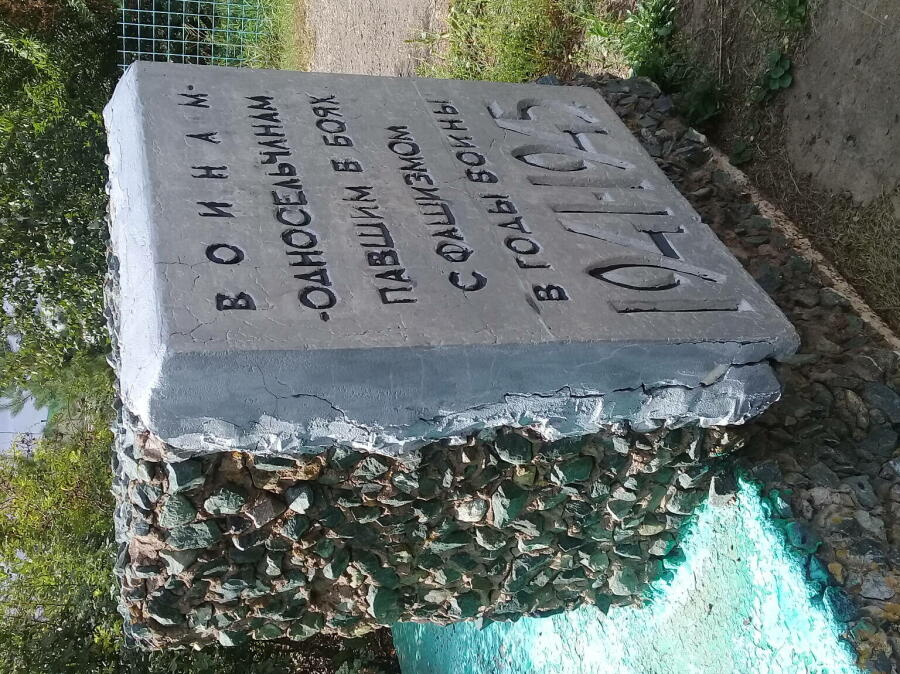 ВОИНАМ-
-ОДНОСЕЛЬЧАНАМ
ПАВШИМ В БОЯХ
С ФАШИЗМОМ
В ГОДЫ ВОЙНЫ
1941-1945